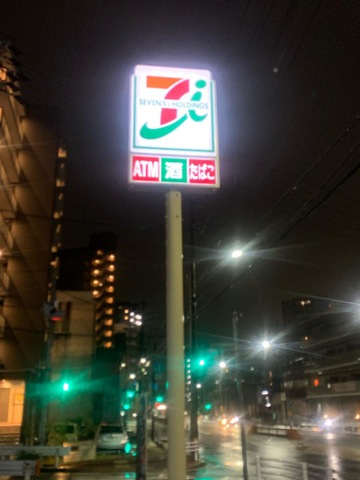 7i
SEVEN & i HOLDINGS
ATM 酒 たばこ